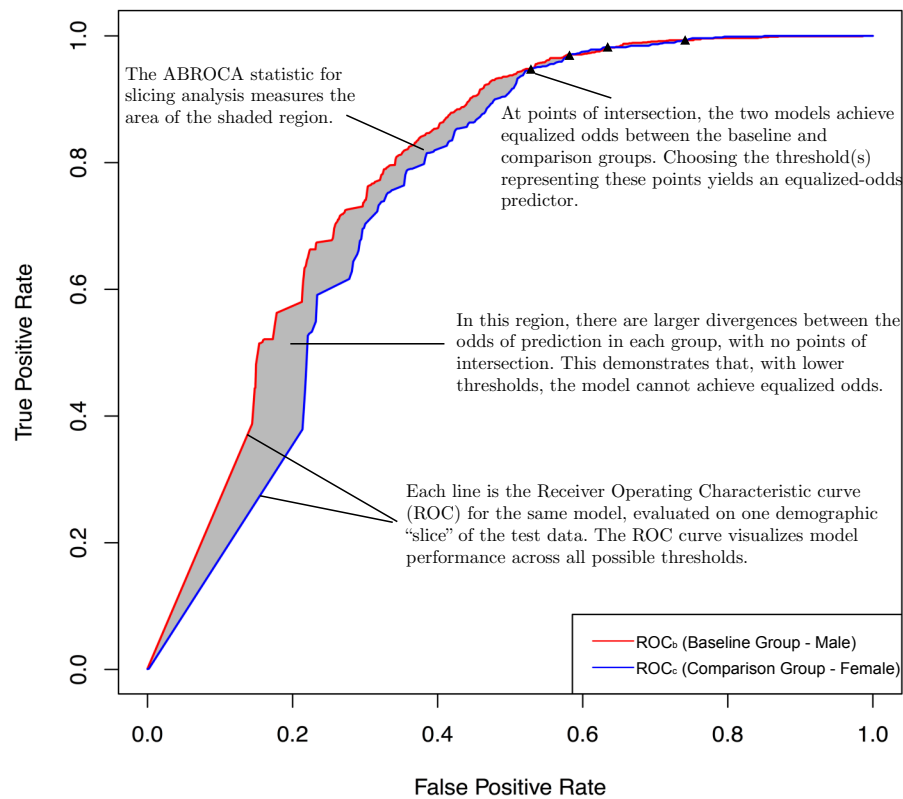 The ABROCA statistic for
slicing analysis measures the
area of the shaded region.
At points of intersection, the two models achieve
equalized odds between the baseline and
comparison groups. Choosing the threshold(s)
representing these points yields an equalized-odds
predictor.
In this region, there are larger divergences between the
odds of prediction in each group, with no points of
intersection. This demonstrates that, with lower
thresholds, the model cannot achieve equalized odds.
Each line is the Receiver Operating Characteristic curve
(ROC) for the same model, evaluated on one demographic
“slice” of the test data. The ROC curve visualizes model
performance across all possible thresholds.
ROCb (Baseline Group - Male)
ROCc (Comparison Group - Female)
True Positive Rate
1.0
0.8
0.6
0.4
0.2
0.0
0.0 0.2 0.4 0.6 0.8 1.0
False Positive Rate